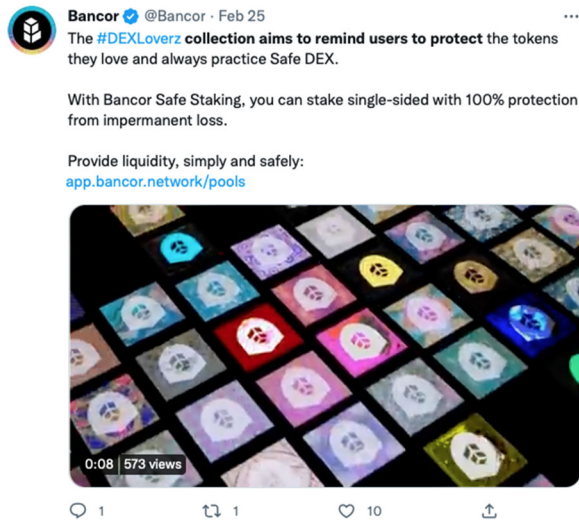 Bancor @Bancor · Feb 25
The #DEXLoverz collection aims to remind users to protect the tokens
they love and always practice Safe DEX.
With Bancor Safe Staking, you can stake single-sided with 100% protection
from impermanent loss.
Provide liquidity, simply and safely:
app.bancor.network/pools
0:08 573 views
1 1 10